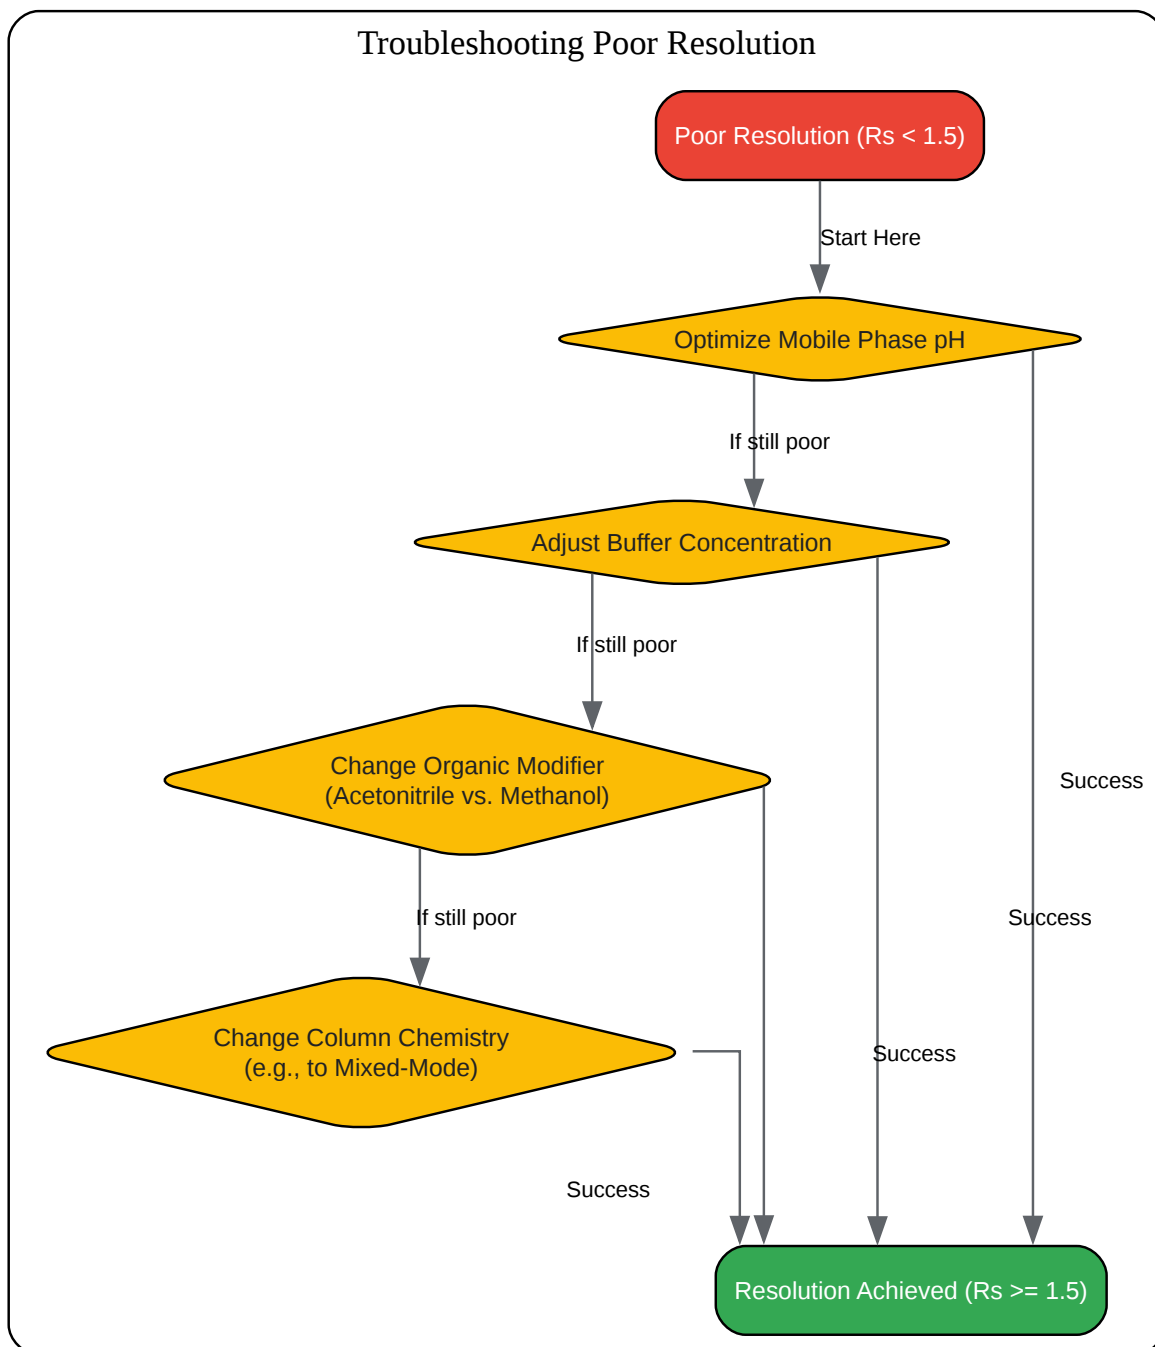 Troubleshooting Poor Resolution
Poor Resolution (Rs < 1.5)
Start Here
Optimize Mobile Phase pH
If still poor
Adjust Buffer Concentration
If still poor
Change Organic Modifier
(Acetonitrile vs. Methanol)
Success
If still poor
Success
Change Column Chemistry
(e.g., to Mixed-Mode)
Success
Success
Resolution Achieved (Rs >= 1.5)